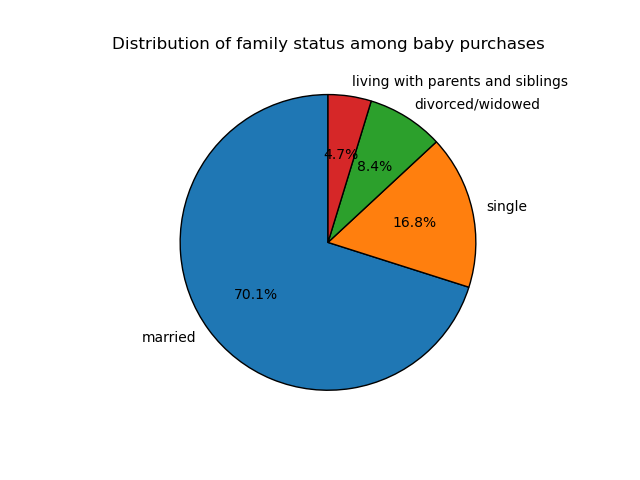 Distribution of family status among baby purchases
living with parents and siblings
divorced/widowed
4.7%
8.4%
single
16.8%
70.1%
married